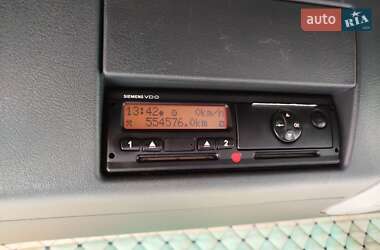 auto RIA
SIEMENS VDO
13:42 0km/h
554576.0km
1 2
OK